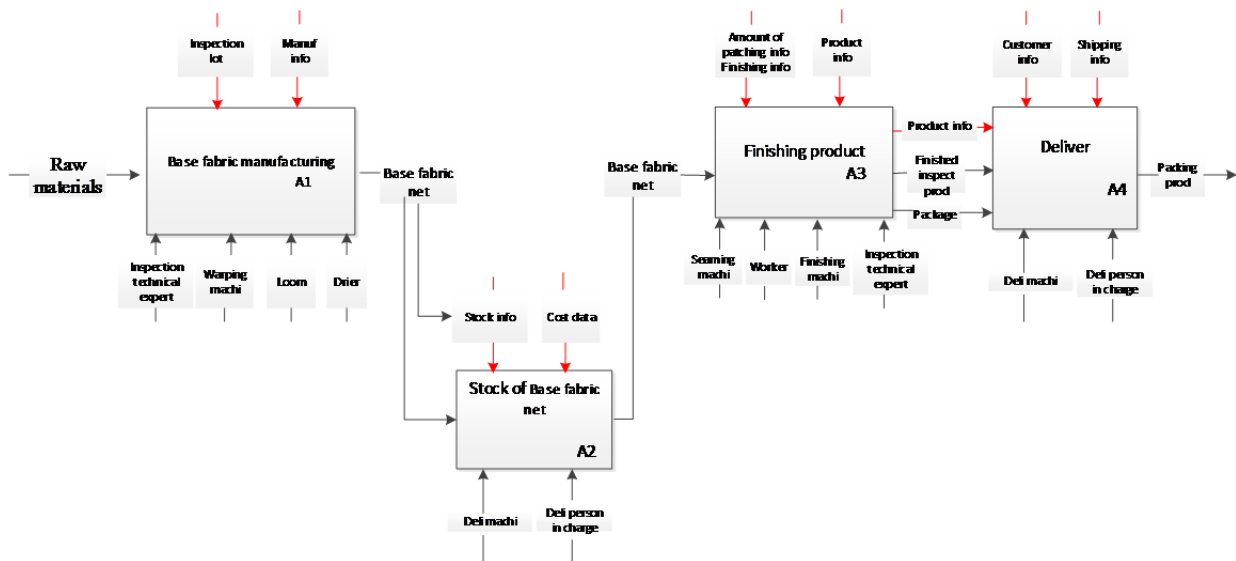 Inspection
lot
Manuf
info
Raw
materials
Base fabric manufacturing
A1
Inspection
technical
expert
Warping
machi
Loom
Drier
Base fabric
net
Stock info
Cost data
Stock of Base fabric
net
A2
Deli machi
Deli person
in charge
Base fabric
net
Amount of
patching info
Finishing info
Product
info
Finishing product
A3
Seaming
machi
Worker
Finishing
machi
Inspection
technical
expert
Product info
Finished
inspect
prod
Package
Customer
info
Shipping
info
Deliver
A4
Deli machi
Deli person
in charge
Packing
prod